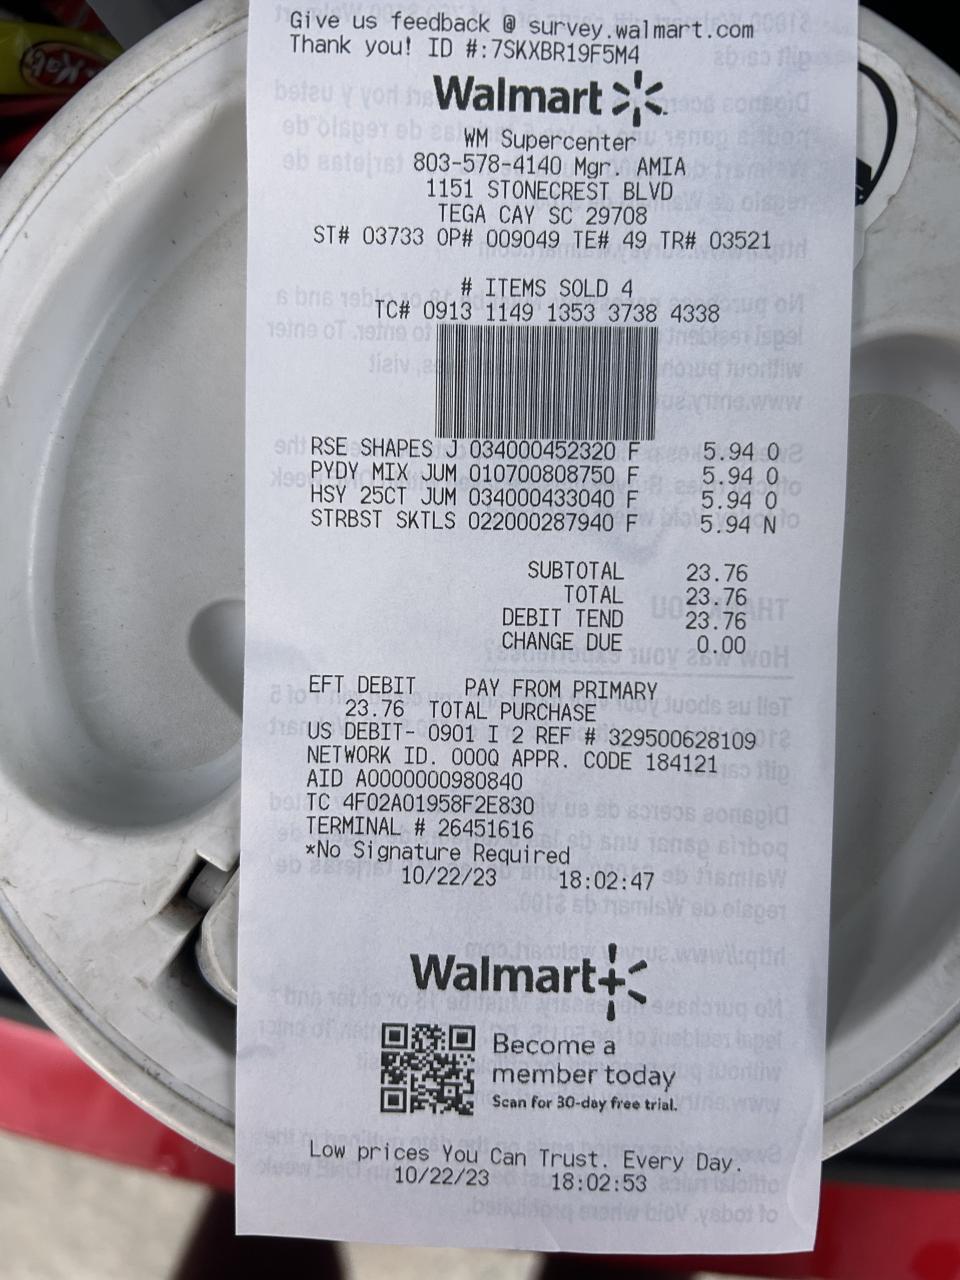 Give us feedback @ survey.walmart.com
Thank you! ID #:7SKXBR19F5M4
Walmart
WM Supercenter
803-578-4140 Mgr. AMIA
1151 STONECREST BLVD
TEGA CAY SC 29708
ST# 03733 OP# 009049 TE# 49 TR# 03521
# ITEMS SOLD 4
TC# 0913 1149 1353 3738 4338
RSE SHAPES J 034000452320 F 5.94 O
PYDY MIX JUM 010700808750 F 5.94 O
HSY 25CT JUM 034000433040 F 5.94 O
STRBST SKTLS 022000287940 F 5.94 N
SUBTOTAL 23.76
TOTAL 23.76
DEBIT TEND 23.76
CHANGE DUE 0.00
EFT DEBIT PAY FROM PRIMARY
23.76 TOTAL PURCHASE
US DEBIT- 0901 I 2 REF # 329500628109
NETWORK ID. 000Q APPR. CODE 184121
AID A0000000980840
TC 4F02A01958F2E830
TERMINAL # 26451616
*No Signature Required
10/22/23 18:02:47
Walmart+
Become a
member today
Scan for 30-day free trial.
Low prices You Can Trust. Every Day.
10/22/23 18:02:53